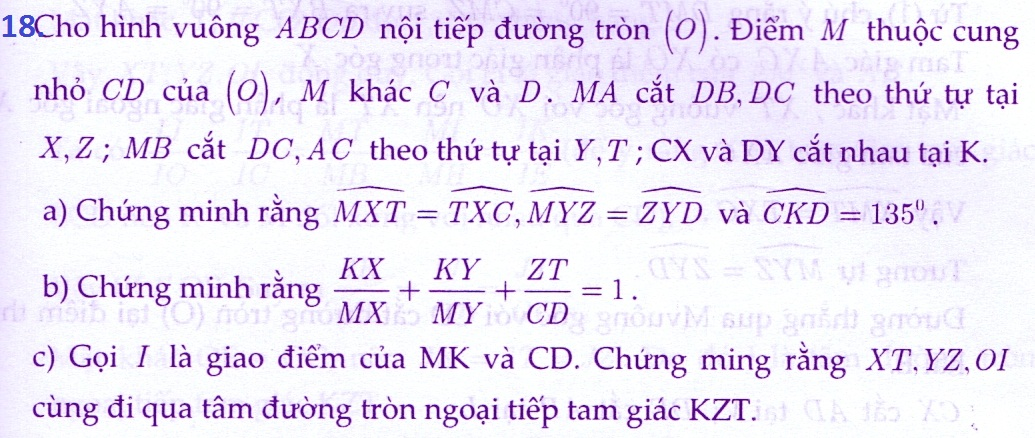 18Cho hình vuông ABCD nội tiếp đường tròn (O). Điểm M thuộc cung
nhỏ CD của (O), M khác C và D. MA cắt DB, DC theo thứ tự tại
X, Z ; MB cắt DC, AC theo thứ tự tại Y, T ; CX và DY cắt nhau tại K.
a) Chứng minh rằng $\widehat{MXT} = \widehat{TXC}, \widehat{MYZ} = \widehat{ZYD}$ và $\widehat{CKD} = 135^0$.
b) Chứng minh rằng $\frac{KX}{MX} + \frac{KY}{MY} + \frac{ZT}{CD} = 1$.
c) Gọi I là giao điểm của MK và CD. Chứng ming rằng XT, YZ, OI
cùng đi qua tâm đường tròn ngoại tiếp tam giác KZT.